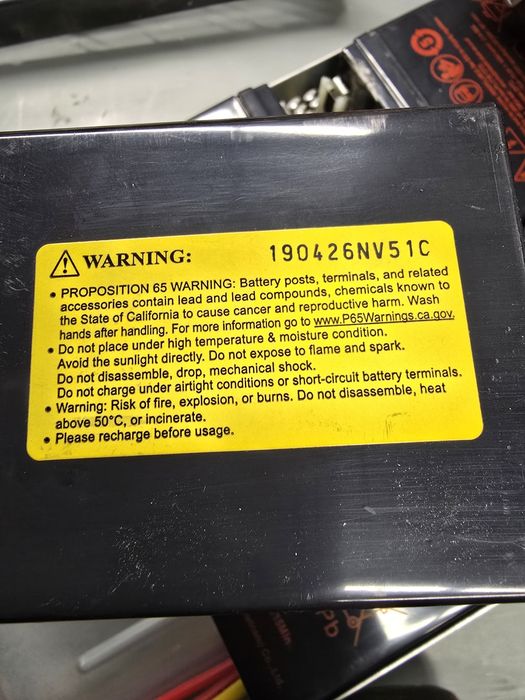 WARNING: 190426NV51C
• PROPOSITION 65 WARNING: Battery posts, terminals, and related
accessories contain lead and lead compounds, chemicals known to
the State of California to cause cancer and reproductive harm. Wash
hands after handling. For more information go to www.P65Warnings.ca.gov.
• Do not place under high temperature & moisture condition.
Avoid the sunlight directly. Do not expose to flame and spark.
Do not disassemble, drop, mechanical shock.
Do not charge under airtight conditions or short-circuit battery terminals.
• Warning: Risk of fire, explosion, or burns. Do not disassemble, heat
above 50°C, or incinerate.
• Please recharge before usage.
Pb